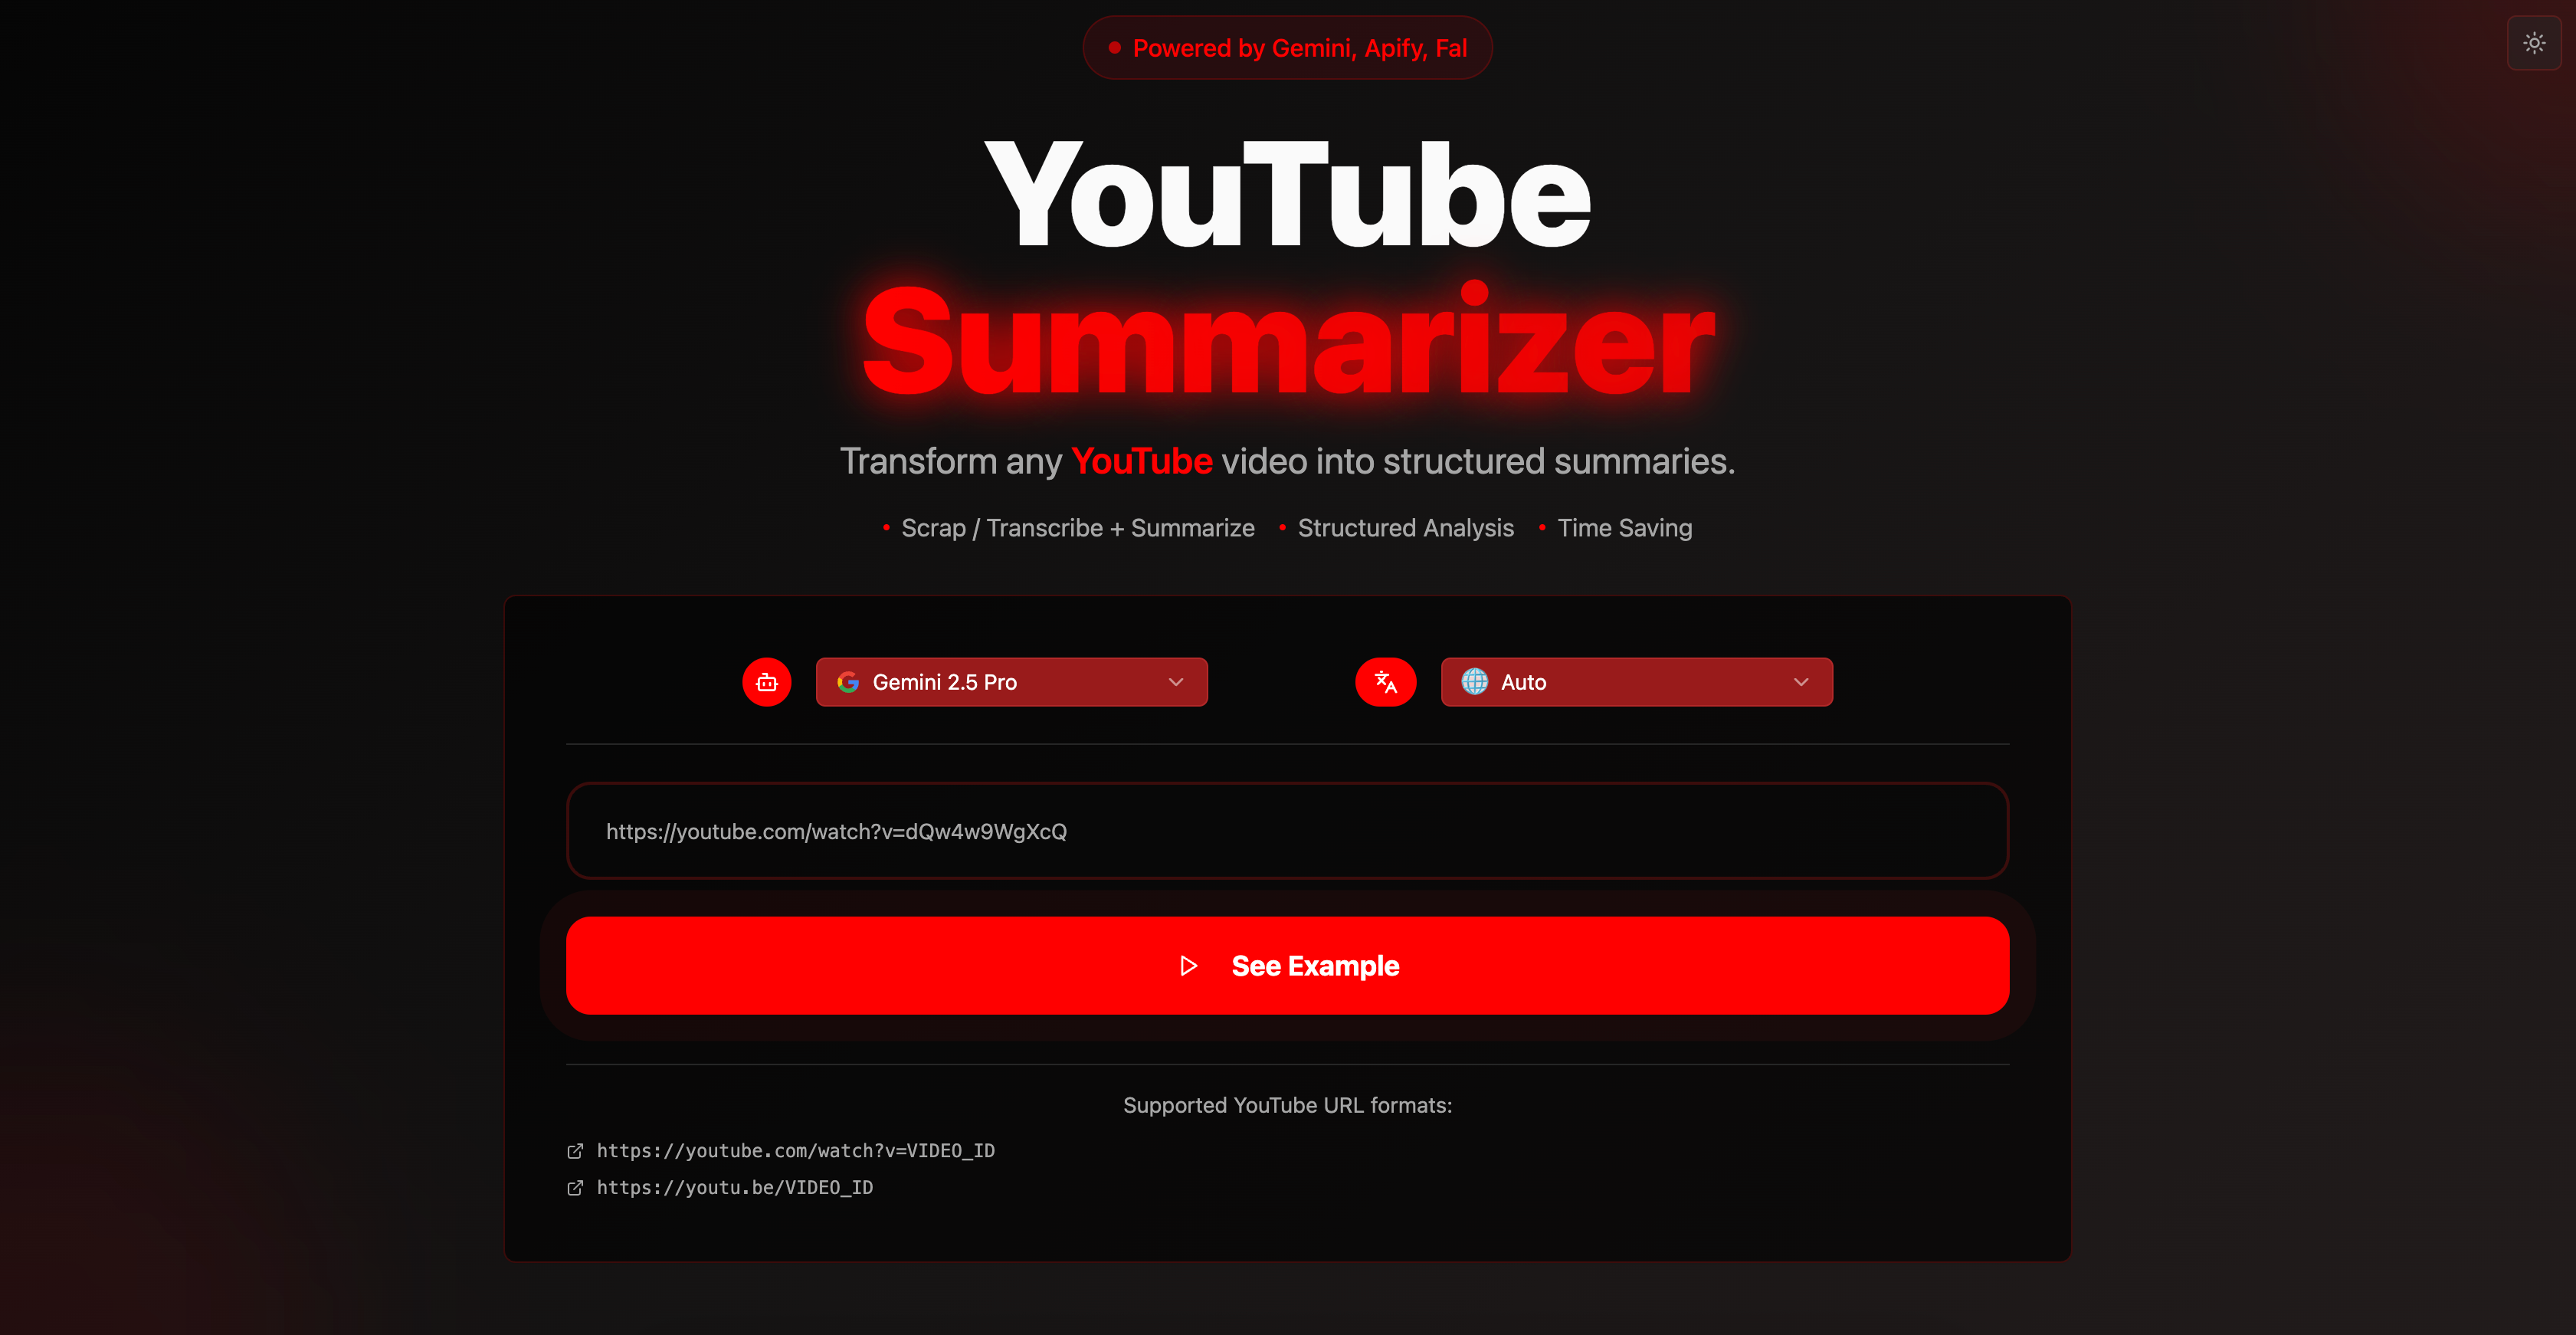 Powered by Gemini, Apify, Fal
YouTube
Summarizer
Transform any YouTube video into structured summaries.
• Scrap / Transcribe + Summarize • Structured Analysis • Time Saving
Gemini 2.5 Pro
Auto
https://youtube.com/watch?v=dQw4w9WgXcQ
See Example
Supported YouTube URL formats:
https://youtube.com/watch?v=VIDEO_ID
https://youtu.be/VIDEO_ID